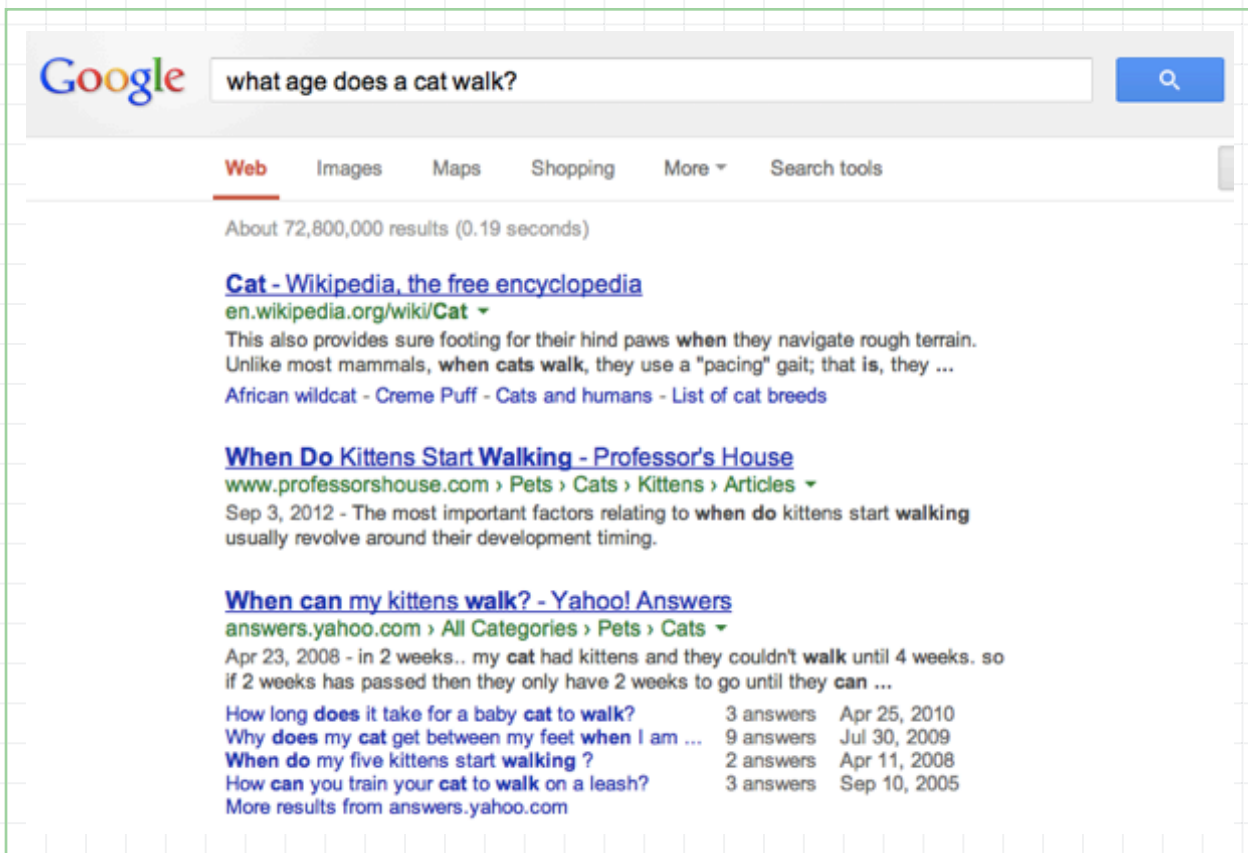 Google what age does a cat walk?
Web Images Maps Shopping More Search tools
About 72,800,000 results (0.19 seconds)
Cat - Wikipedia, the free encyclopedia
en.wikipedia.org/wiki/Cat
This also provides sure footing for their hind paws when they navigate rough terrain.
Unlike most mammals, when cats walk, they use a "pacing" gait; that is, they ...
African wildcat - Creme Puff - Cats and humans - List of cat breeds
When Do Kittens Start Walking - Professor's House
www.professorshouse.com › Pets › Cats › Kittens › Articles
Sep 3, 2012 - The most important factors relating to when do kittens start walking
usually revolve around their development timing.
When can my kittens walk? - Yahoo! Answers
answers.yahoo.com › All Categories › Pets › Cats
Apr 23, 2008 - in 2 weeks.. my cat had kittens and they couldn't walk until 4 weeks. so
if 2 weeks has passed then they only have 2 weeks to go until they can ...
How long does it take for a baby cat to walk? 3 answers Apr 25, 2010
Why does my cat get between my feet when I am ... 9 answers Jul 30, 2009
When do my five kittens start walking ? 2 answers Apr 11, 2008
How can you train your cat to walk on a leash? 3 answers Sep 10, 2005
More results from answers.yahoo.com